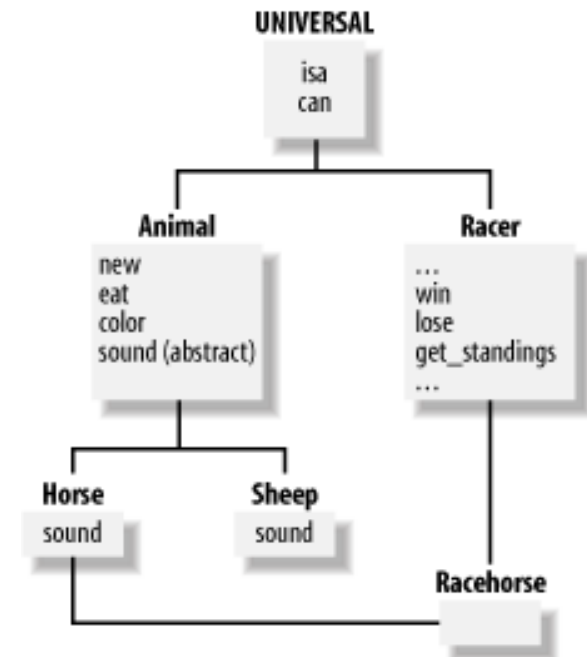 UNIVERSAL
isa
can
Animal
new
eat
color
sound (abstract)
Racer
...
win
lose
get_standings
...
Horse
sound
Sheep
sound
Racehorse